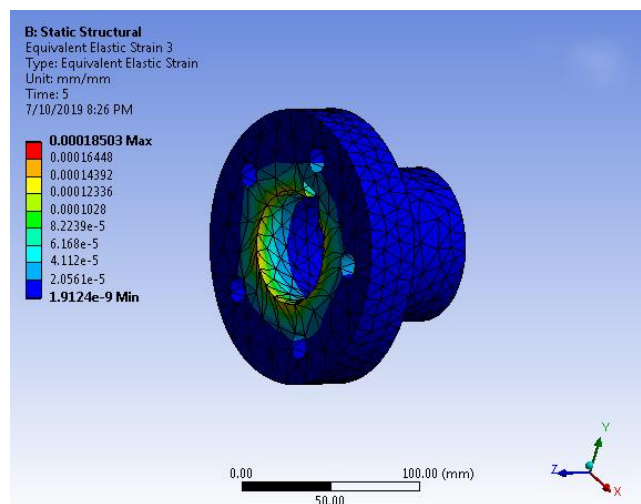 B: Static Structural
Equivalent Elastic Strain 3
Type: Equivalent Elastic Strain
Unit: mm/mm
Time: 5
7/10/2019 8:26 PM
0.00018503 Max
0.00016448
0.00014392
0.00012336
0.0001028
8.2239e-5
6.168e-5
4.112e-5
2.0561e-5
1.9124e-9 Min
0.00
100.00 (mm)
50.00
Y
Z
X